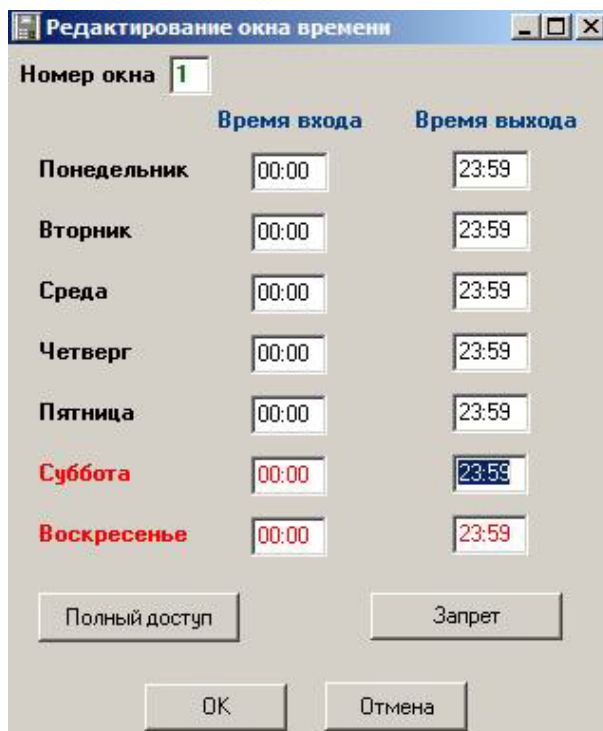 Редактирование окна времени
Номер окна 1
Время входа Время выхода
Понедельник 00:00 23:59
Вторник 00:00 23:59
Среда 00:00 23:59
Четверг 00:00 23:59
Пятница 00:00 23:59
Суббота 00:00 23:59
Воскресенье 00:00 23:59
Полный доступ Запрет
OK Отмена